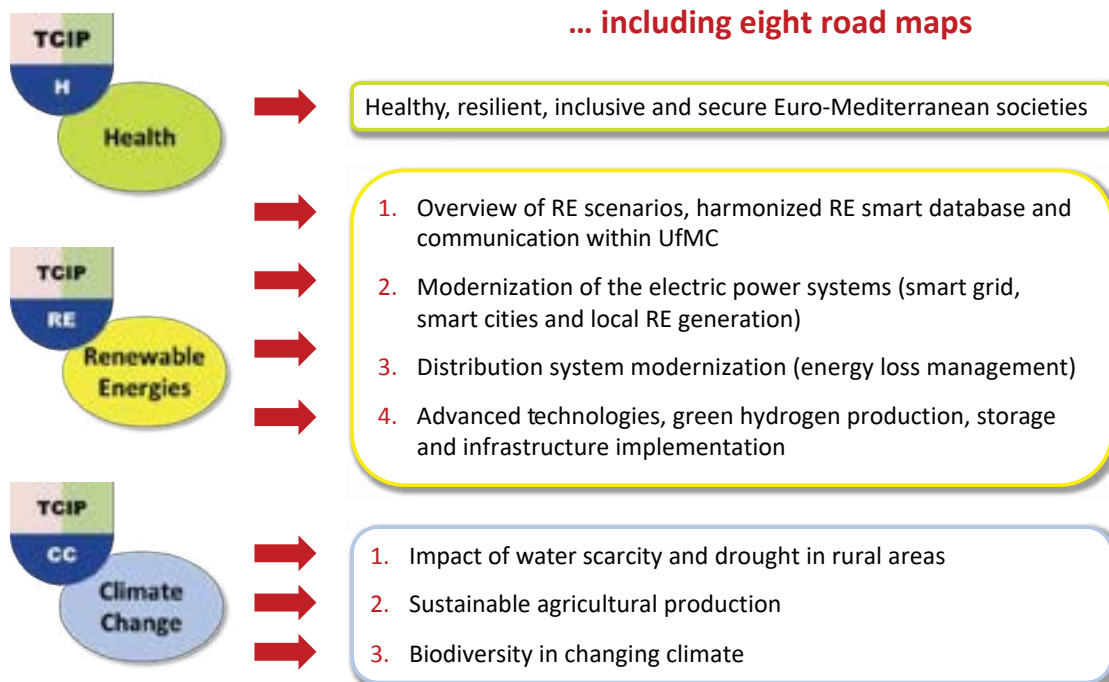 ... including eight road maps
TCIP
H
Health
Healthy, resilient, inclusive and secure Euro-Mediterranean societies
TCIP
RE
Renewable
Energies
1. Overview of RE scenarios, harmonized RE smart database and
communication within UfMC
2. Modernization of the electric power systems (smart grid,
smart cities and local RE generation)
3. Distribution system modernization (energy loss management)
4. Advanced technologies, green hydrogen production, storage
and infrastructure implementation
TCIP
CC
Climate
Change
1. Impact of water scarcity and drought in rural areas
2. Sustainable agricultural production
3. Biodiversity in changing climate